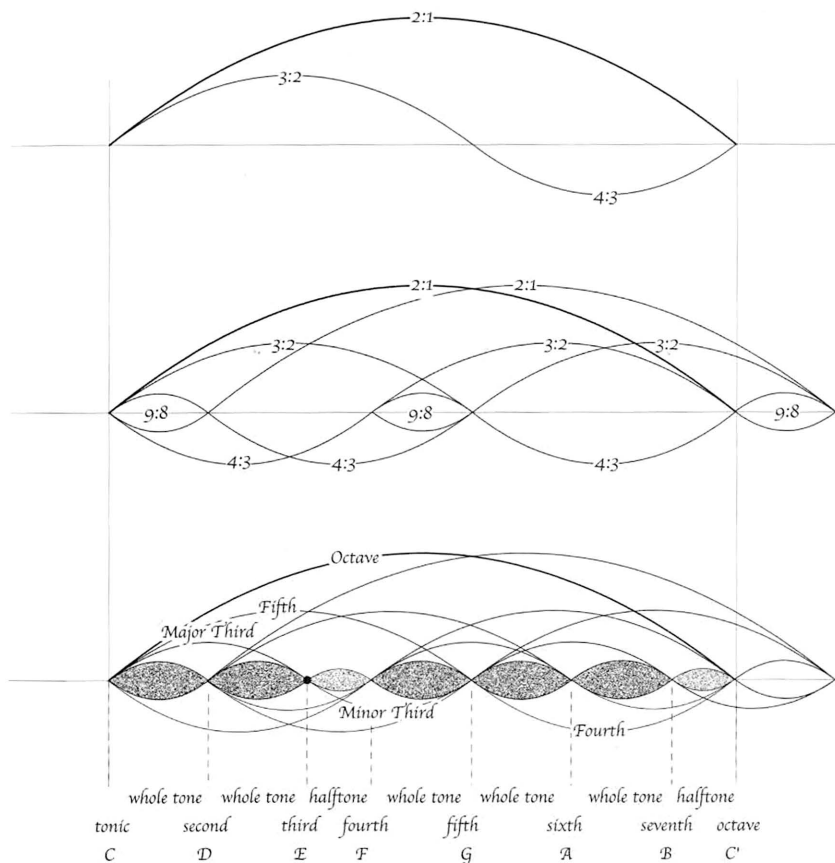 2:1
3:2
4:3
2:1 2:1
3:2 3:2 3:2
9:8 9:8 9:8
4:3 4:3 4:3
Octave
Fifth
Major Third
Minor Third
Fourth
whole tone whole tone halftone whole tone whole tone whole tone halftone
tonic second third fourth fifth sixth seventh octave
C D E F G A B C'